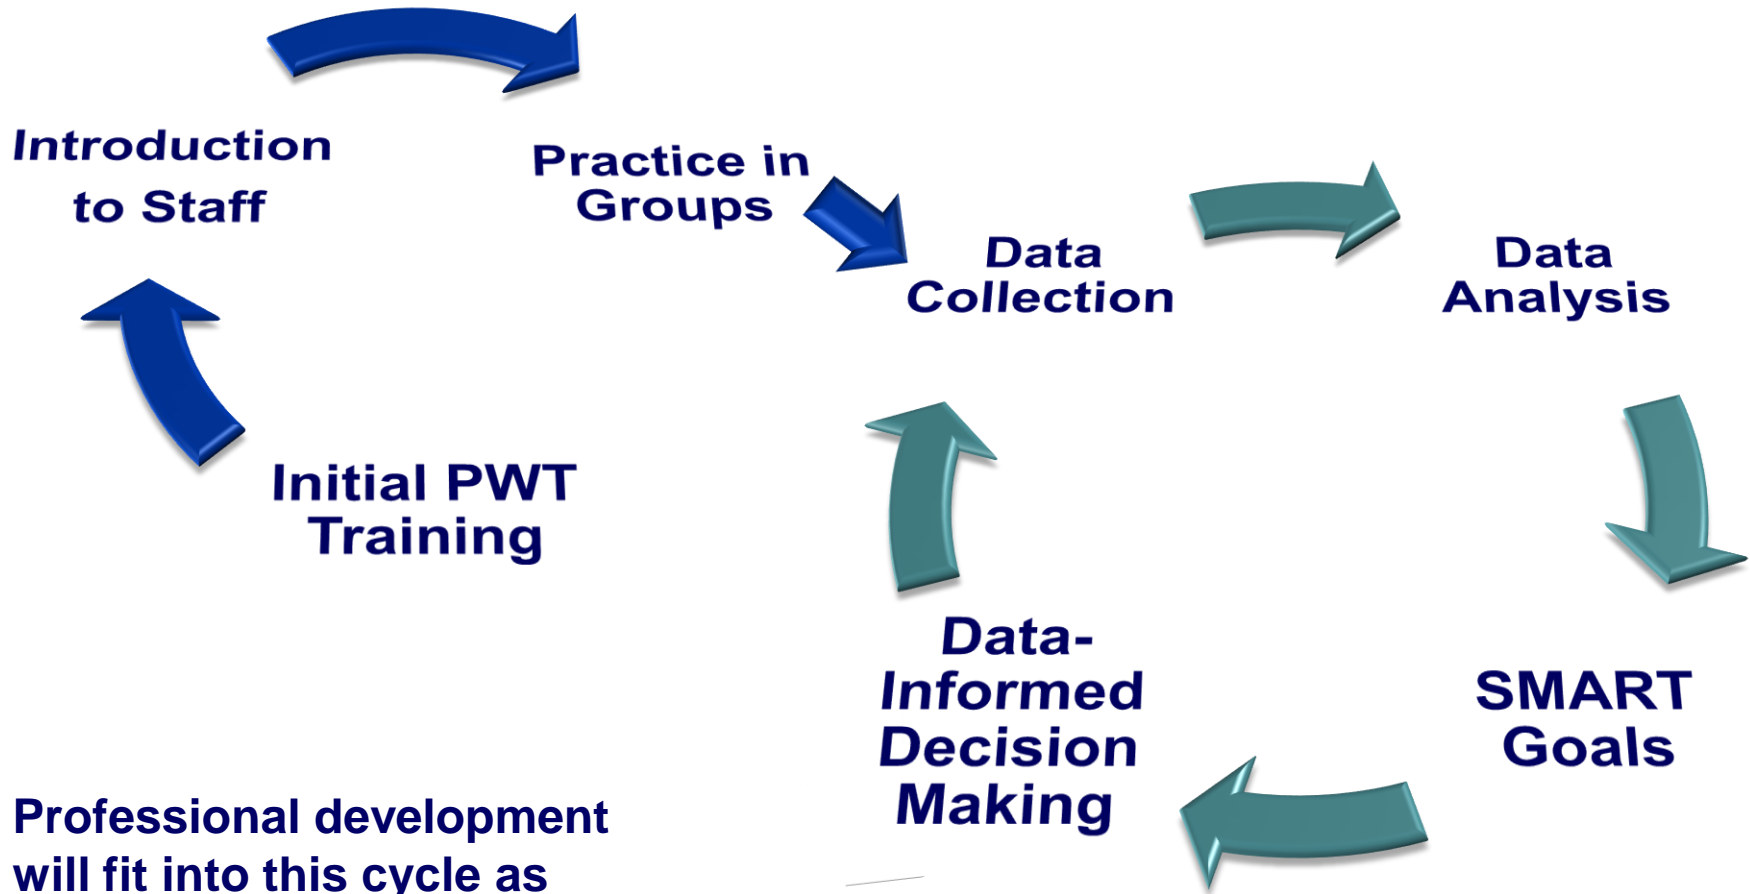 Introduction
to Staff
Practice in
Groups
Data
Collection
Data
Analysis
Initial PWT
Training
Data-
Informed
Decision
Making
SMART
Goals
Professional development
will fit into this cycle as